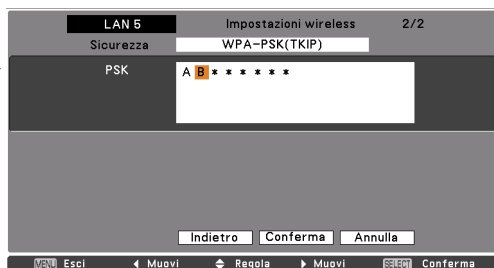 LAN 5 Impostazioni wireless 2/2
Sicurezza WPA-PSK(TKIP)
PSK A B * * * * * *
Indietro Conferma Annulla
MENU Esci ◀ Muovi ◆ Regola ▶ Muovi SELECT Conferma